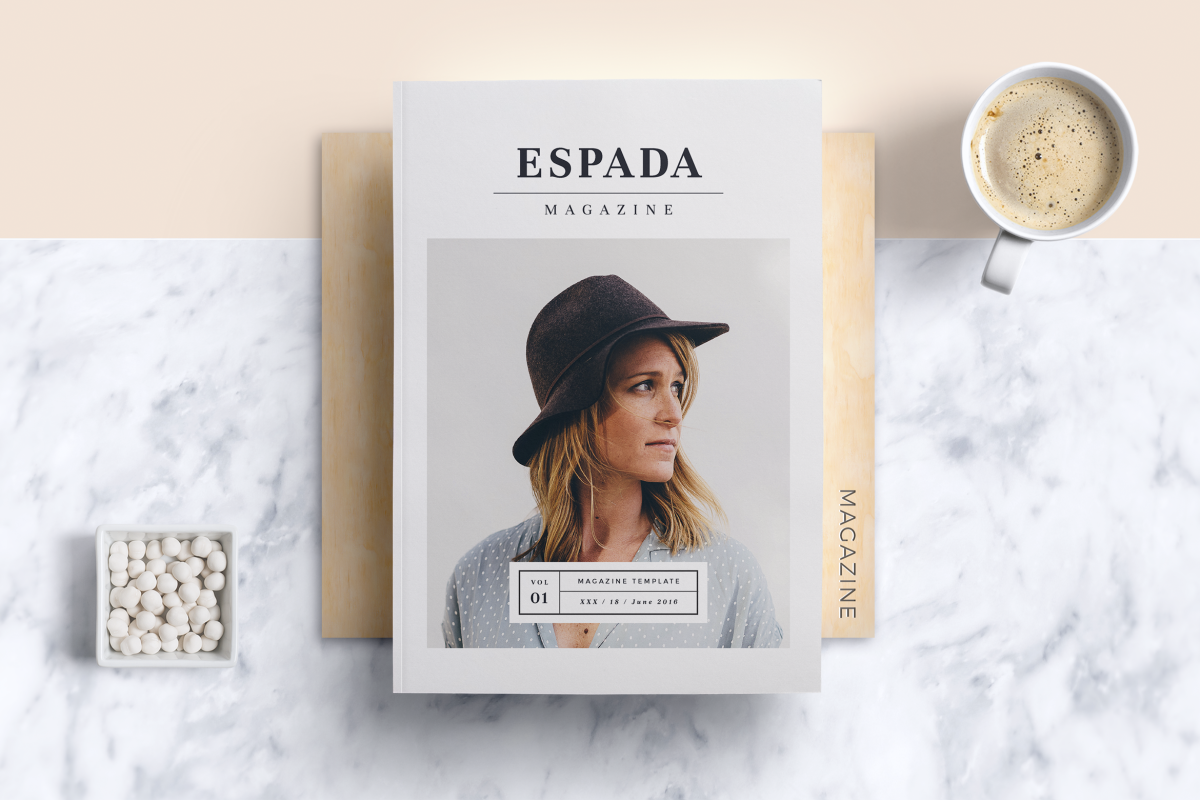 ESPADA
MAGAZINE
VOL
01
MAGAZINE TEMPLATE
XXX / 18 / June 2016
MAGAZINE